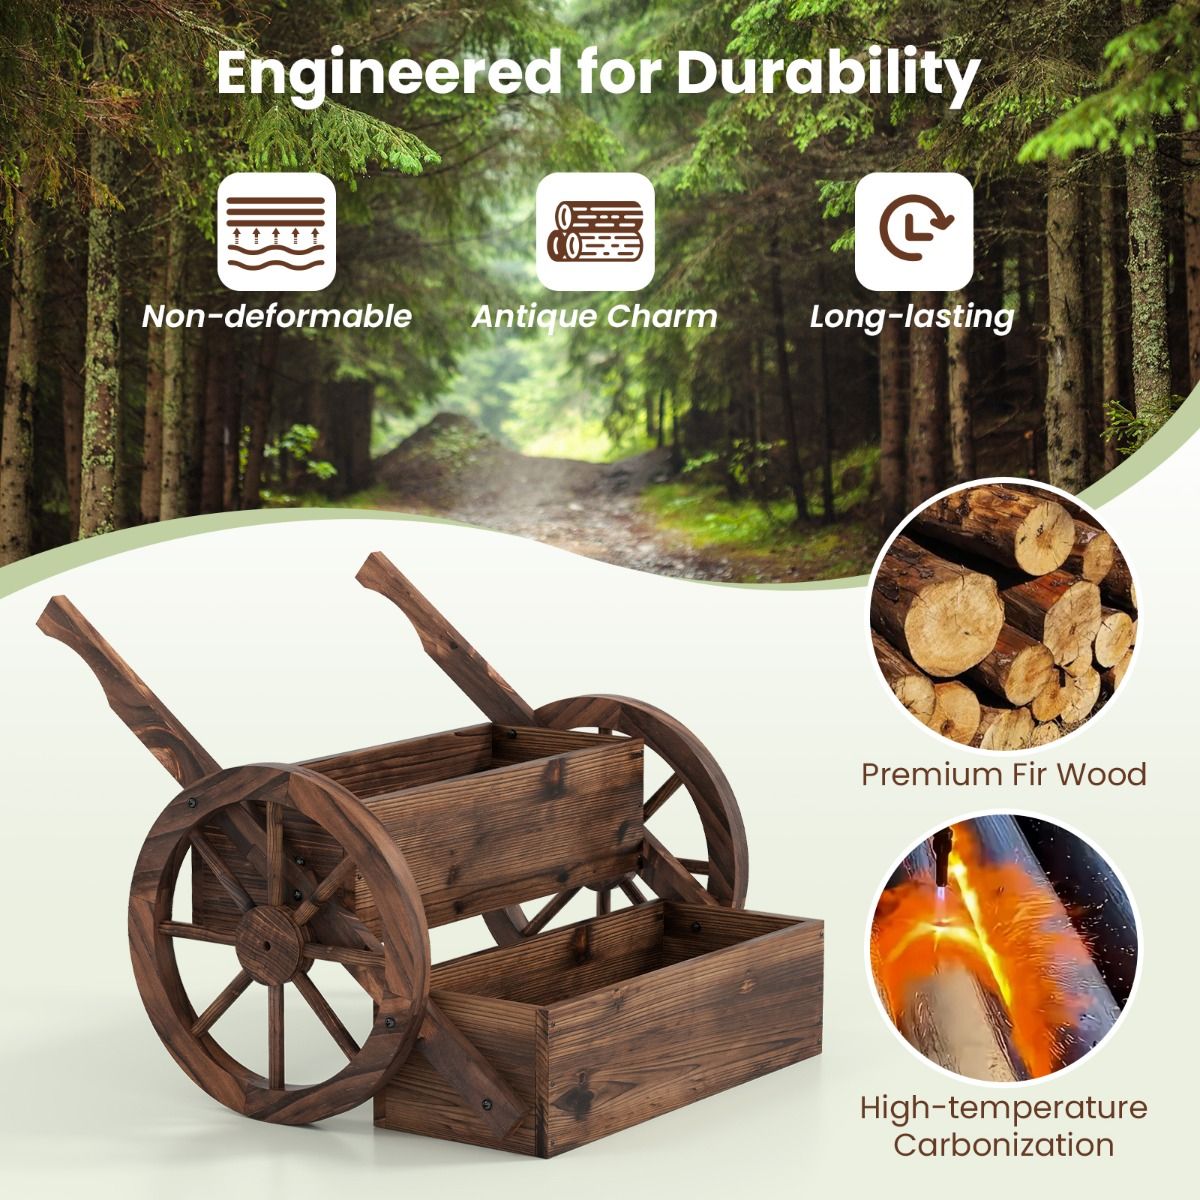 Engineered for Durability
Non-deformable
Antique Charm
Long-lasting
Premium Fir Wood
High-temperature
Carbonization